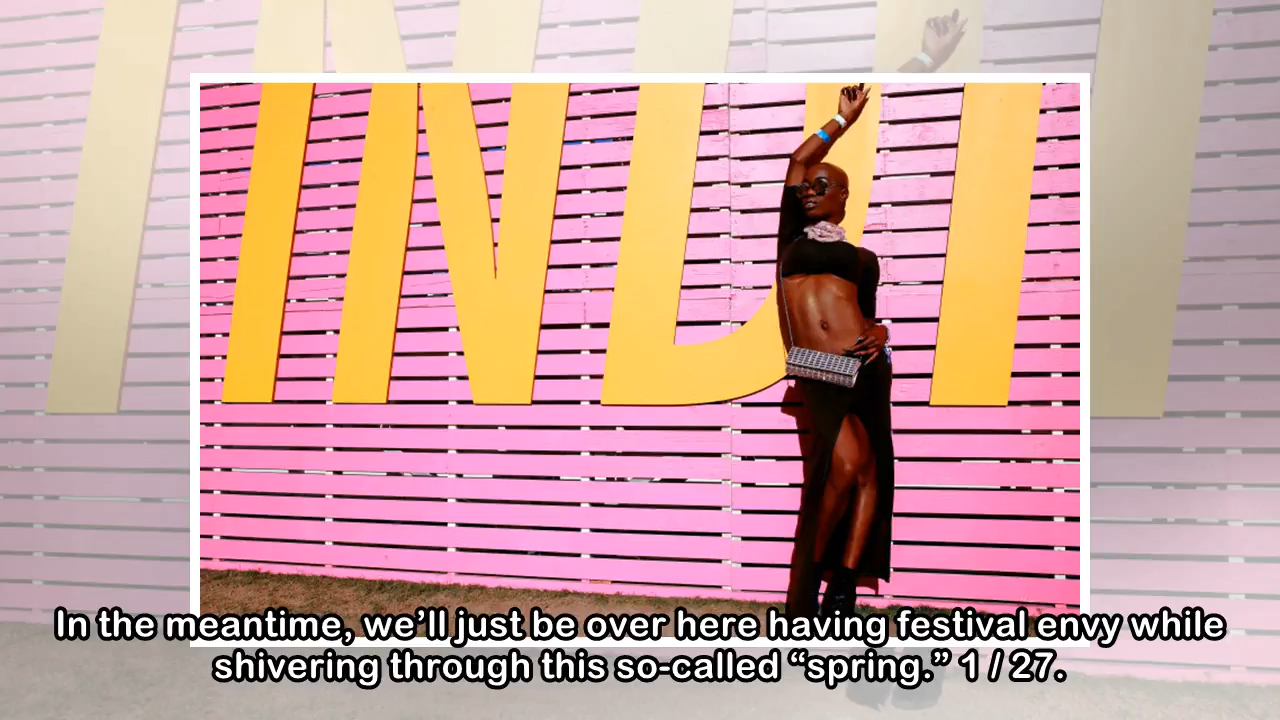 INDI
In the meantime, we’ll just be over here having festival envy while
shivering through this so-called “spring.” 1 / 27.